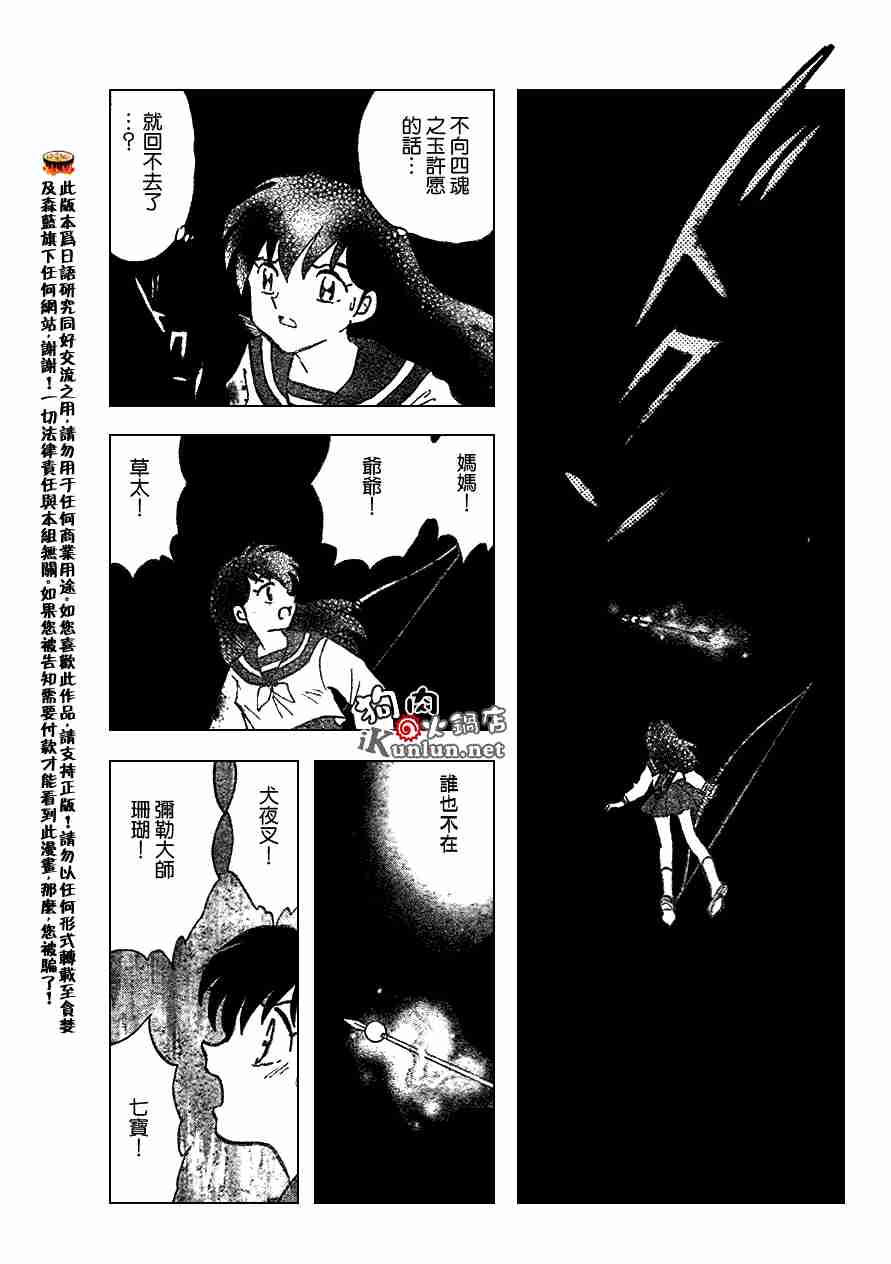 不向四魂
之玉許愿
的話…
就回不去了
…？
媽媽！
爺爺！
草太！
誰也不在
犬夜叉！
彌勒大師
珊瑚！
七寶！
狗肉火鍋店
iKunlun.net
此版本爲日語研究同好交流之用，請勿用于任何商業用途。如您喜歡此作品，請支持正版！請勿以任何形式轉載至貪婪
及森藍旗下任何網站，謝謝！一切法律責任與本組無關。如果您被告知需要付款才能看到此漫畫，那麽，您被騙了！